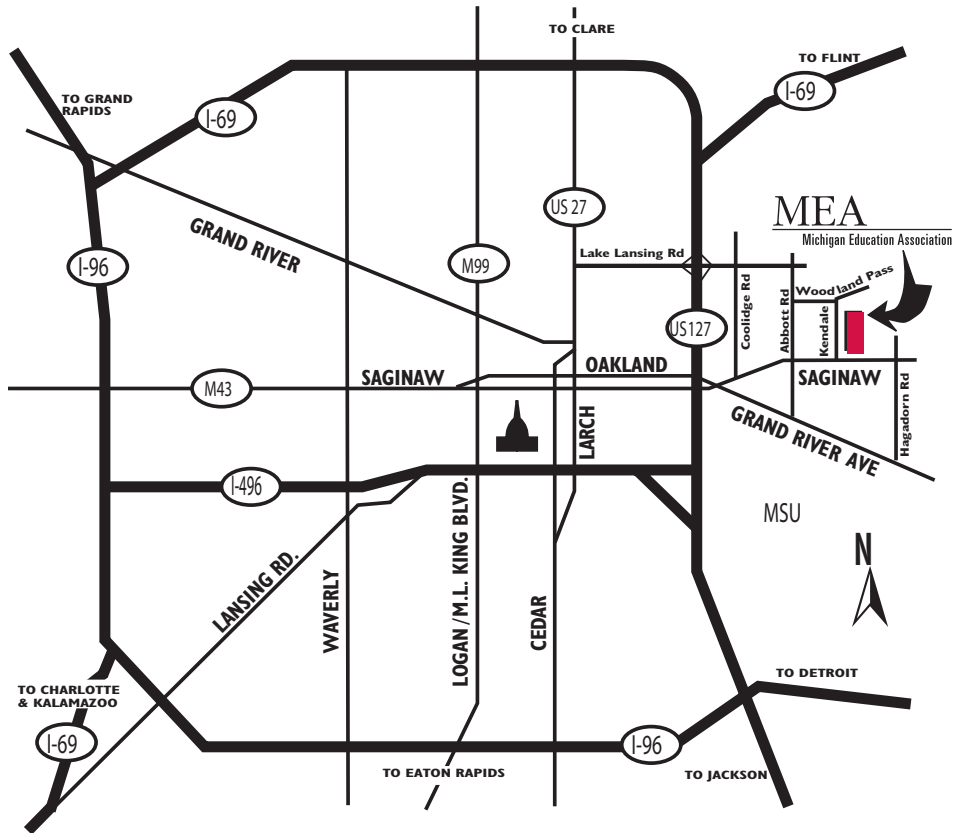 TO CLARE
TO FLINT
I-69
TO GRAND
RAPIDS
I-69
US 27
MEA
Michigan Education Association
GRAND RIVER
M99
Lake Lansing Rd
I-96
Woodland Pass
Coolidge Rd
Abbott Rd
Kendale
US127
OAKLAND
SAGINAW
SAGINAW
M43
Hagadorn Rd
GRAND RIVER AVE
LARCH
I-496
MSU
LOGAN/M.L. KING BLVD.
N
LANSING RD.
WAVERLY
CEDAR
TO DETROIT
TO CHARLOTTE
& KALAMAZOO
I-69
I-96
TO EATON RAPIDS
TO JACKSON